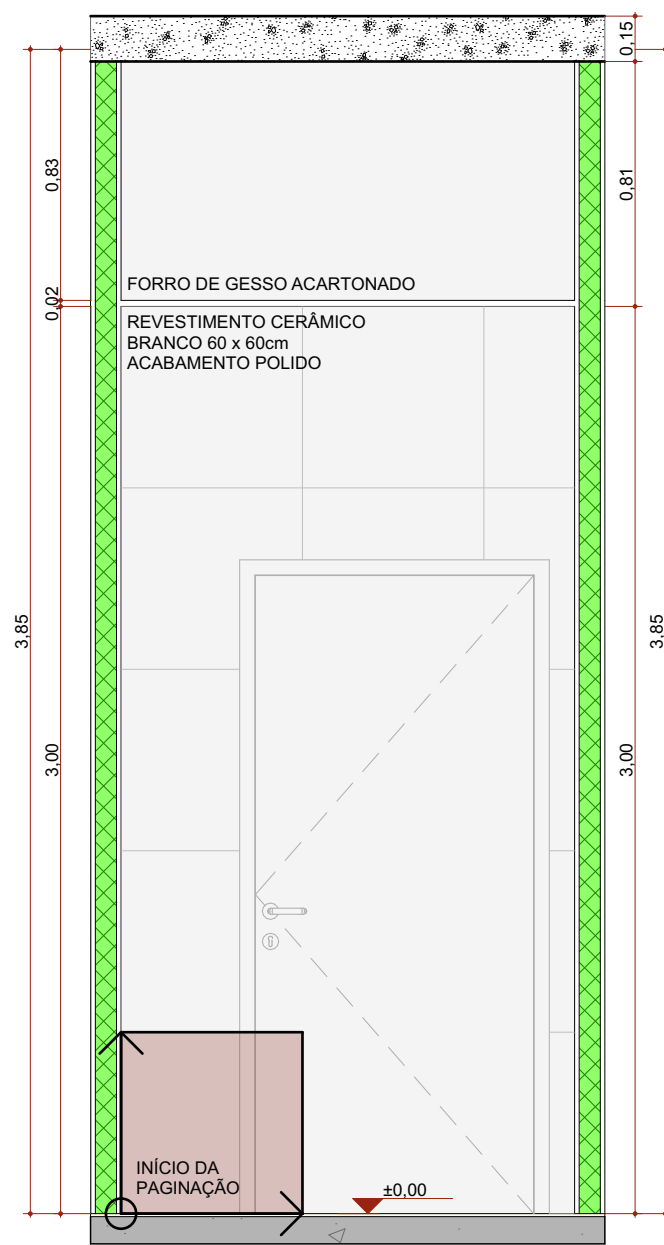 0,15
0,83
0,81
FORRO DE GESSO ACARTONADO
0,02
REVESTIMENTO CERÂMICO
BRANCO 60 x 60cm
ACABAMENTO POLIDO
3,85
3,85
3,00
3,00
INÍCIO DA
PAGINAÇÃO
±0,00